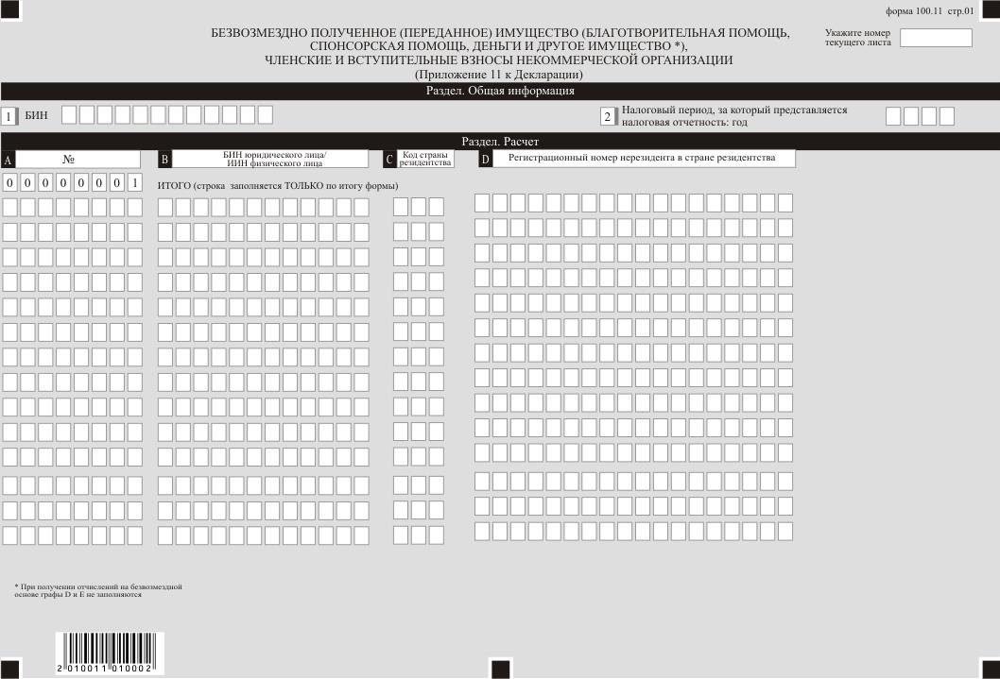 форма 100.11 стр.01
БЕЗВОЗМЕЗДНО ПОЛУЧЕННОЕ (ПЕРЕДАННОЕ) ИМУЩЕСТВО (БЛАГОТВОРИТЕЛЬНАЯ ПОМОЩЬ,
СПОНСОРСКАЯ ПОМОЩЬ, ДЕНЬГИ И ДРУГОЕ ИМУЩЕСТВО *),
ЧЛЕНСКИЕ И ВСТУПИТЕЛЬНЫЕ ВЗНОСЫ НЕКОММЕРЧЕСКОЙ ОРГАНИЗАЦИИ
(Приложение 11 к Декларации)
Укажите номер
текущего листа
Раздел. Общая информация
1 БИН
2 Налоговый период, за который представляется
налоговая отчетность: год
Раздел. Расчет
A №
B БИН юридического лица/
ИИН физического лица
C Код страны
резидентства
D Регистрационный номер нерезидента в стране резидентства
0 0 0 0 0 0 0 1 ИТОГО (строка заполняется ТОЛЬКО по итогу формы)
* При получении отчислений на безвозмездной
основе графы D и E не заполняются
2 010011 010002